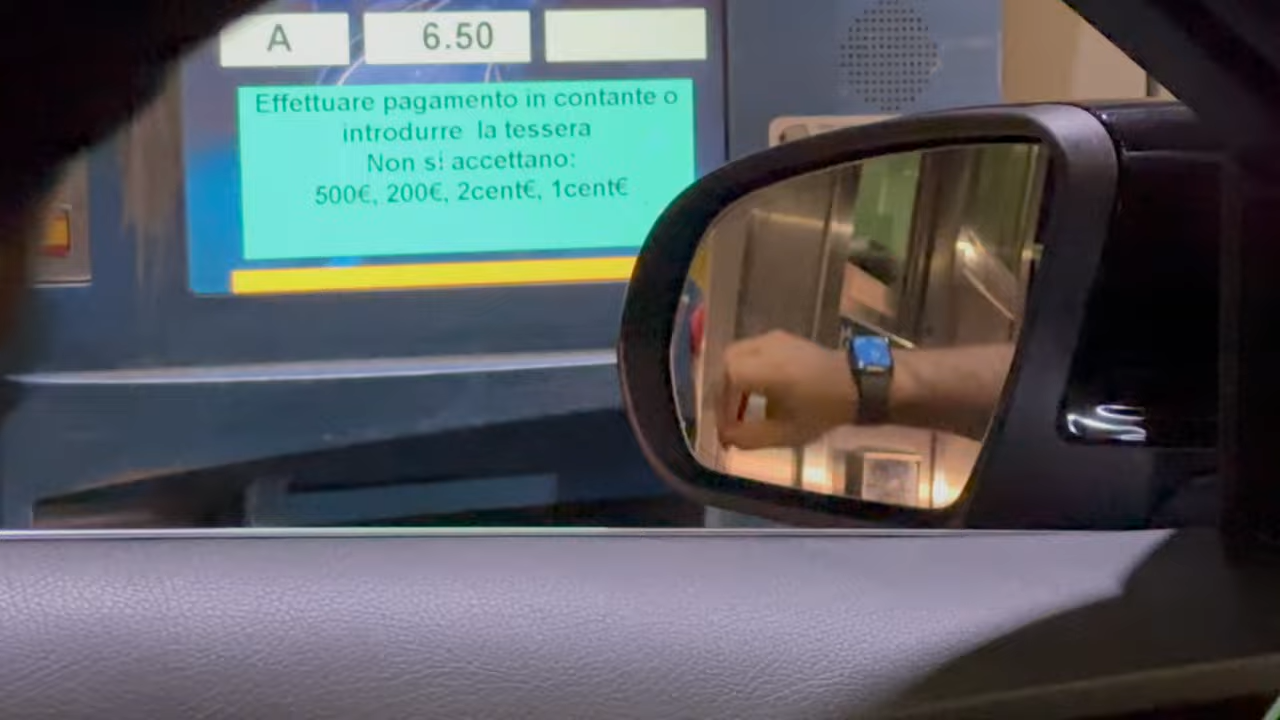 A
6.50
Effettuare pagamento in contante o
introdurre la tessera
Non si accettano:
500€, 200€, 2cent€, 1cent€